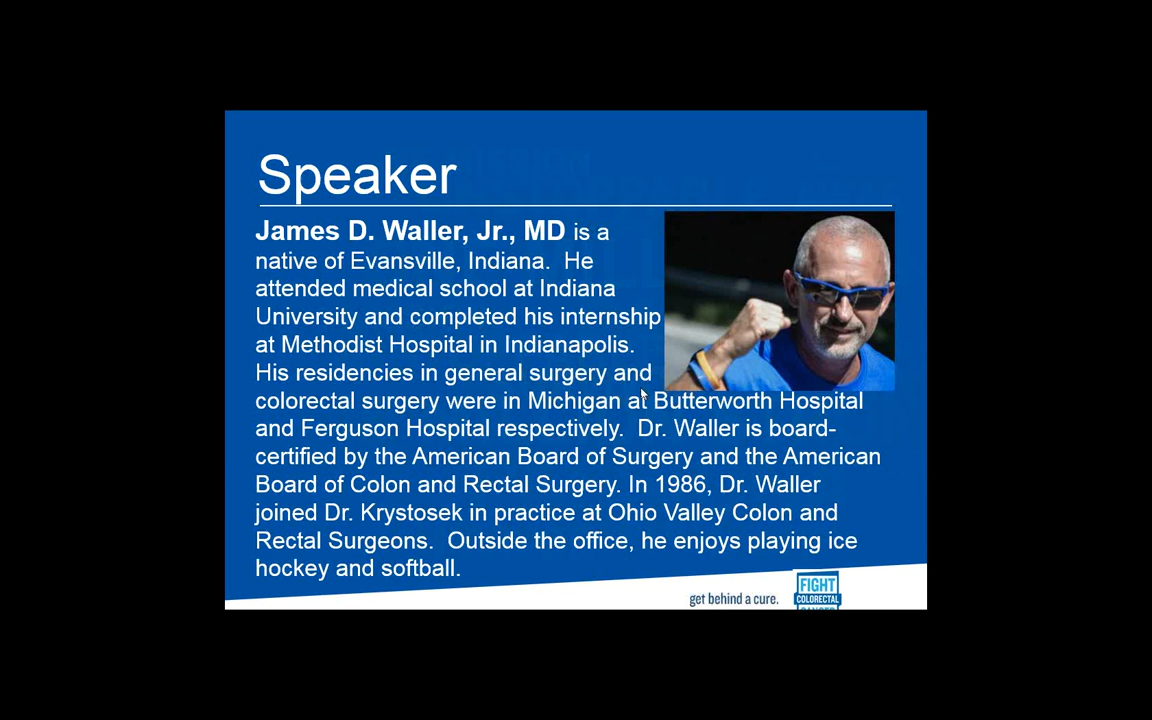 Speaker
James D. Waller, Jr., MD is a
native of Evansville, Indiana.  He
attended medical school at Indiana
University and completed his internship
at Methodist Hospital in Indianapolis.
His residencies in general surgery and
colorectal surgery were in Michigan at Butterworth Hospital
and Ferguson Hospital respectively.  Dr. Waller is board-
certified by the American Board of Surgery and the American
Board of Colon and Rectal Surgery. In 1986, Dr. Waller
joined Dr. Krystosek in practice at Ohio Valley Colon and
Rectal Surgeons.  Outside the office, he enjoys playing ice
hockey and softball.
get behind a cure.
FIGHT
COLORECTAL